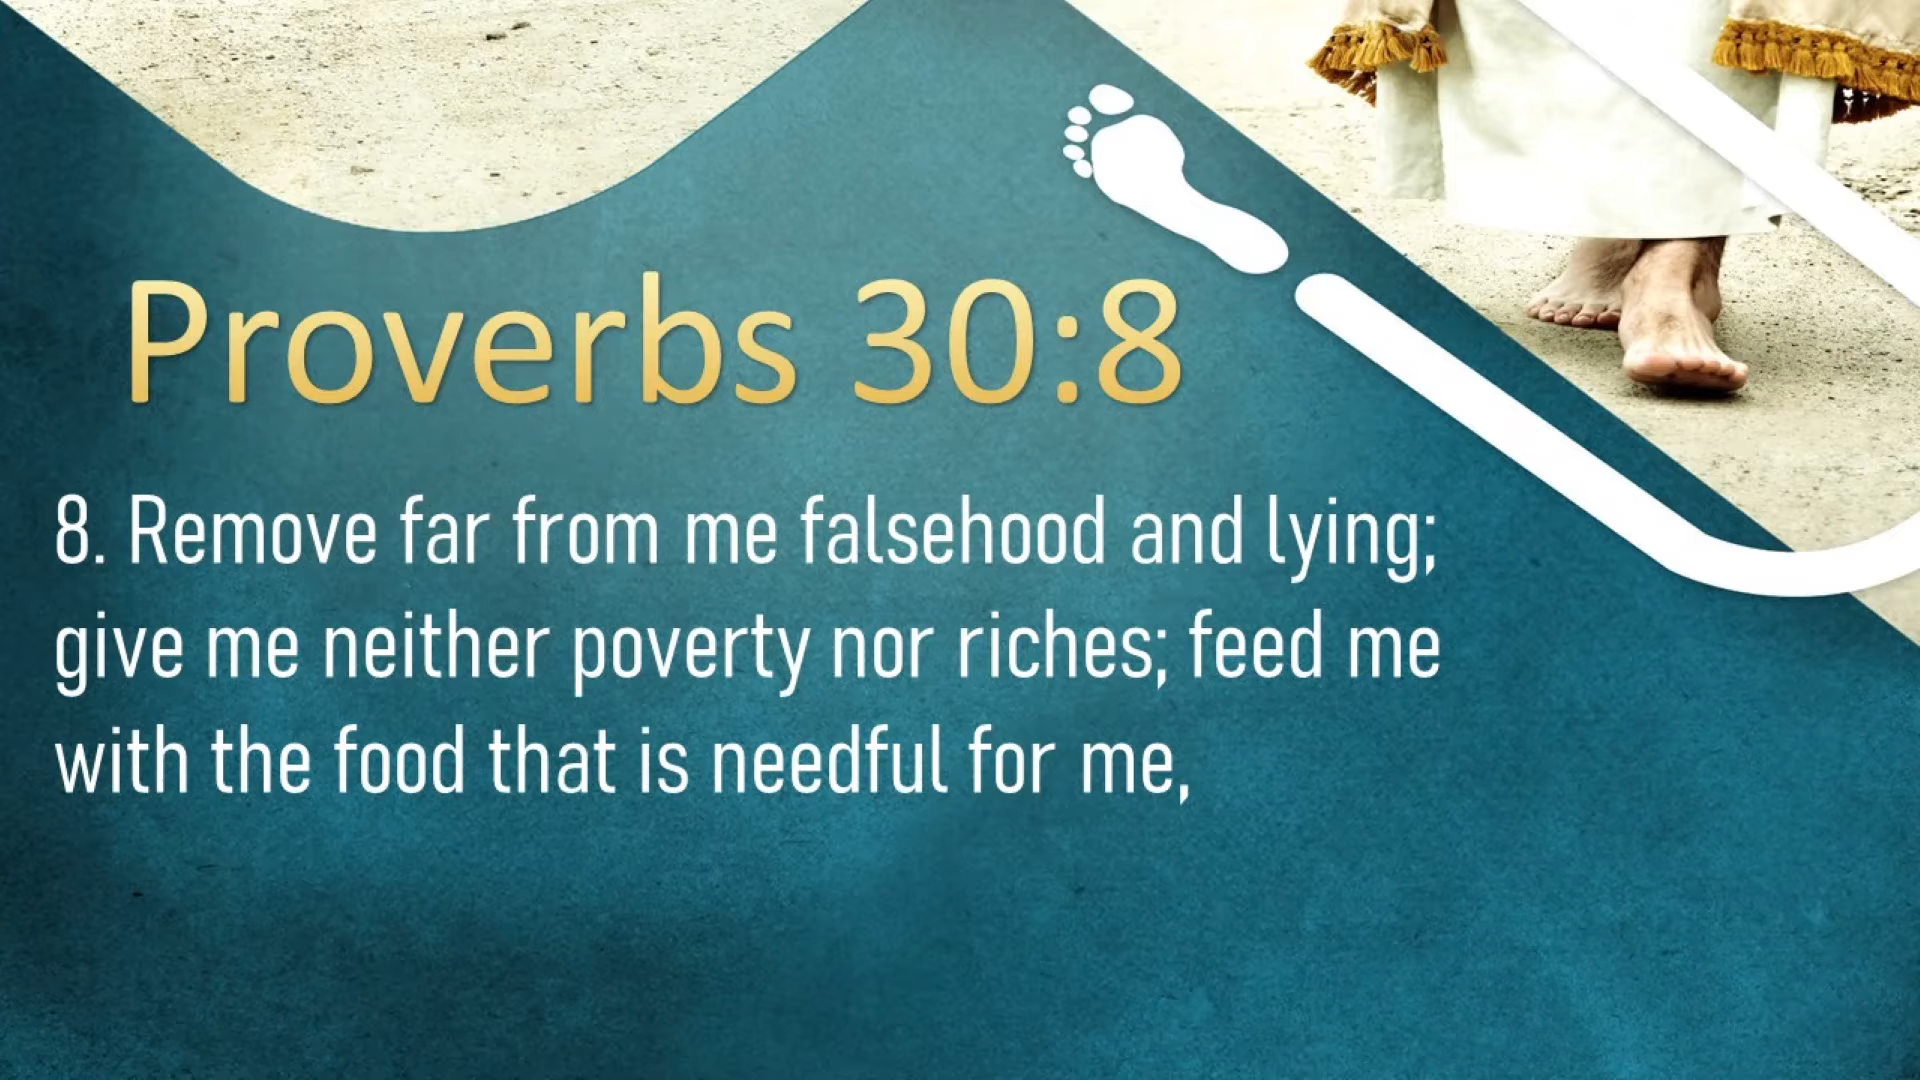 Proverbs 30:8
8. Remove far from me falsehood and lying;
give me neither poverty nor riches; feed me
with the food that is needful for me,